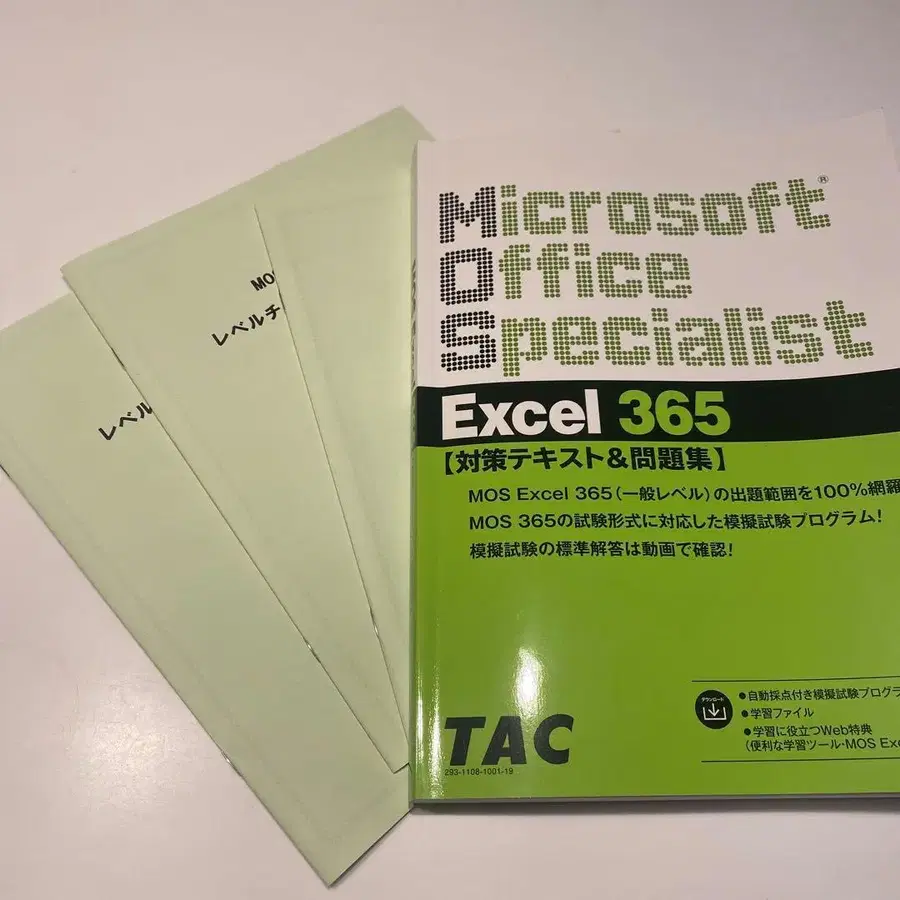 MO
レベルチ
レベル
Microsoft®
Office
Specialist
Excel 365
【対策テキスト&問題集】
MOS Excel 365（一般レベル）の出題範囲を100%網羅
MOS 365の試験形式に対応した模擬試験プログラム！
模擬試験の標準解答は動画で確認！
ダウンロード
●自動採点付き模擬試験プログラ
●学習ファイル
●学習に役立つWeb特典
（便利な学習ツール・MOS Exc
TAC
293-1108-1001-19